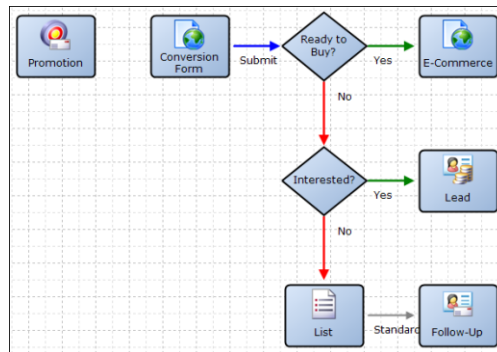 Promotion
Conversion
Form
Submit
Ready to
Buy?
Yes
E-Commerce
No
Interested?
Yes
Lead
No
List
Standard
Follow-Up